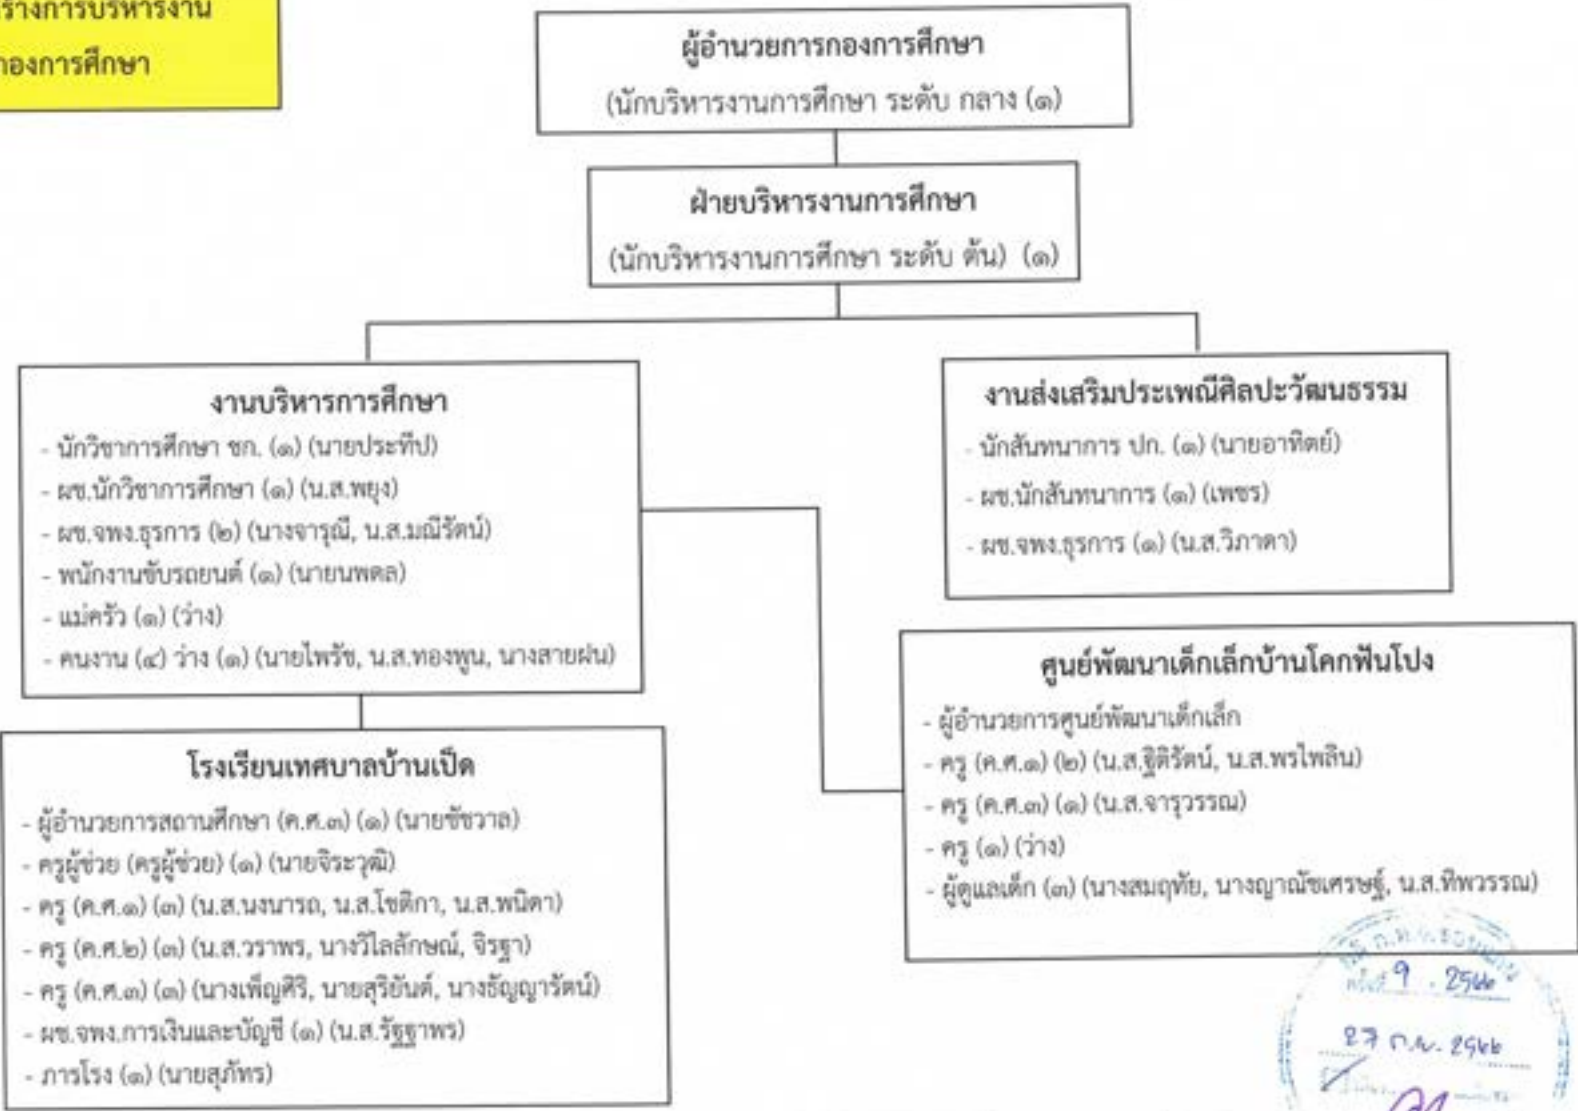 ร้างการบริหารงาน
กองการศึกษา
ผู้อำนวยการกองการศึกษา
(นักบริหารงานการศึกษา ระดับ กลาง (๑)
ฝ่ายบริหารงานการศึกษา
(นักบริหารงานการศึกษา ระดับ ต้น) (๑)
งานบริหารการศึกษา
- นักวิชาการศึกษา ชก. (๑) (นายประทีป)
- ผช.นักวิชาการศึกษา (๑) (น.ส.พยุง)
- ผช.จพง.ธุรการ (๒) (นางจารุณี, น.ส.มณีรัตน์)
- พนักงานขับรถยนต์ (๑) (นายนพดล)
- แม่ครัว (๑) (ว่าง)
- คนงาน (๔) ว่าง (๑) (นายไพรัช, น.ส.ทองพูน, นางสายฝน)
งานส่งเสริมประเพณีศิลปะวัฒนธรรม
- นักสันทนาการ ปก. (๑) (นายอาทิตย์)
- ผช.นักสันทนาการ (๑) (เพชร)
- ผช.จพง.ธุรการ (๑) (น.ส.วิภาดา)
โรงเรียนเทศบาลบ้านเป็ด
- ผู้อำนวยการสถานศึกษา (ค.ศ.๓) (๑) (นายชัชวาล)
- ครูผู้ช่วย (ครูผู้ช่วย) (๑) (นายจิระวุฒิ)
- ครู (ค.ศ.๑) (๓) (น.ส.นงนารถ, น.ส.โชติกา, น.ส.พนิดา)
- ครู (ค.ศ.๒) (๓) (น.ส.วราพร, นางวิไลลักษณ์, จิรฐา)
- ครู (ค.ศ.๓) (๓) (นางเพ็ญศิริ, นายสุริยันต์, นางธัญญารัตน์)
- ผช.จพง.การเงินและบัญชี (๑) (น.ส.รัฐฐาพร)
- ภารโรง (๑) (นายสุภัทร)
ศูนย์พัฒนาเด็กเล็กบ้านโคกฟันโปง
- ผู้อำนวยการศูนย์พัฒนาเด็กเล็ก
- ครู (ค.ศ.๑) (๒) (น.ส.ฐิติรัตน์, น.ส.พรไพลิน)
- ครู (ค.ศ.๓) (๑) (น.ส.จารุวรรณ)
- ครู (๑) (ว่าง)
- ผู้ดูแลเด็ก (๓) (นางสมฤทัย, นางญาณัชเศรษฐ์, น.ส.ทิพวรรณ)
9 . 2566
27 ก.ย. 2566